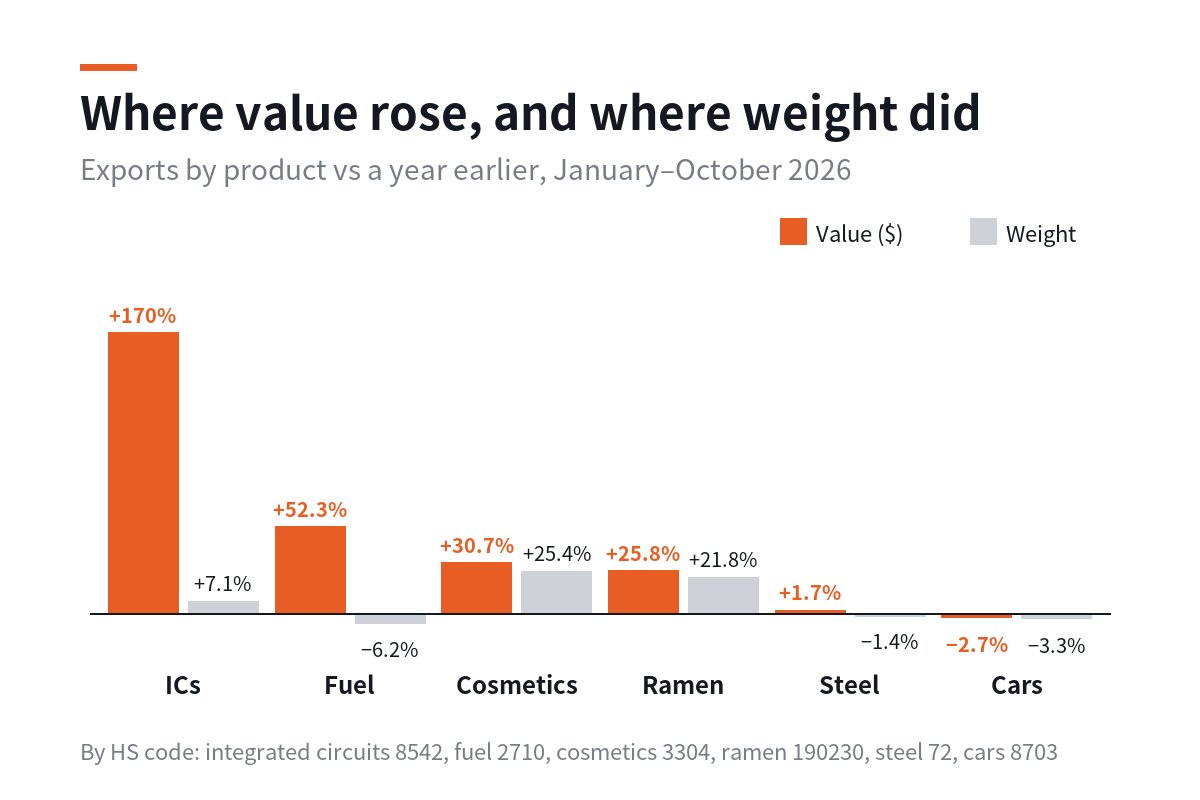 Where value rose, and where weight did
Exports by product vs a year earlier, January–October 2026
Value ($)
Weight
+170%
+7.1%
+52.3%
−6.2%
+30.7%
+25.4%
+25.8%
+21.8%
+1.7%
−1.4%
−2.7%
−3.3%
ICs
Fuel
Cosmetics
Ramen
Steel
Cars
By HS code: integrated circuits 8542, fuel 2710, cosmetics 3304, ramen 190230, steel 72, cars 8703